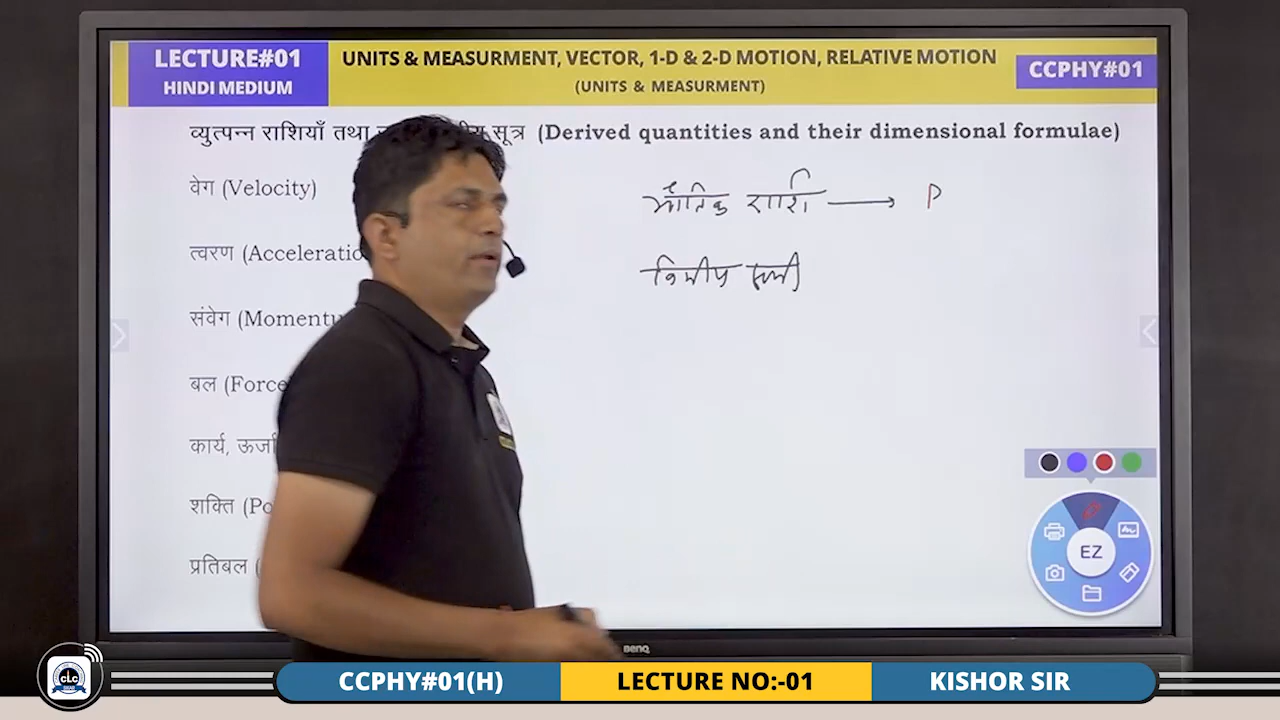 LECTURE#01
HINDI MEDIUM
UNITS & MEASURMENT, VECTOR, 1-D & 2-D MOTION, RELATIVE MOTION
(UNITS & MEASURMENT)
CCPHY#01
व्युत्पन्न राशियाँ तथा सूत्र (Derived quantities and their dimensional formulae)
वेग (Velocity)
भौतिक राशि → P
त्वरण (Acceleratio
विमीय
संवेग (Momentu
बल (Force
कार्य, ऊर्जा
शक्ति (Po
प्रतिबल (
EZ
BENQ
CLC
CCPHY#01(H)
LECTURE NO:-01
KISHOR SIR